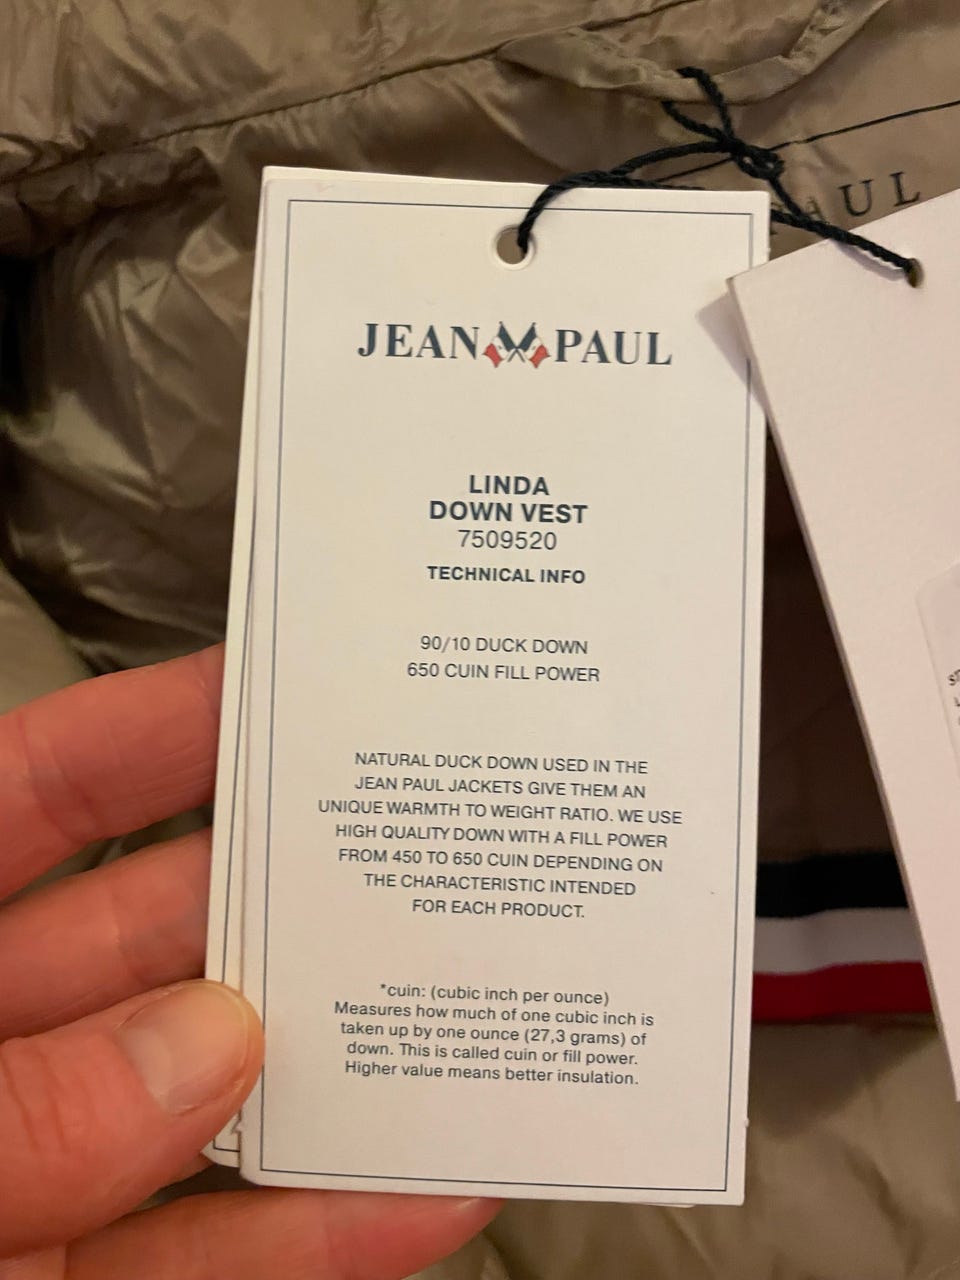 PAUL
JEAN PAUL
LINDA
DOWN VEST
7509520
TECHNICAL INFO
90/10 DUCK DOWN
650 CUIN FILL POWER
NATURAL DUCK DOWN USED IN THE
JEAN PAUL JACKETS GIVE THEM AN
UNIQUE WARMTH TO WEIGHT RATIO. WE USE
HIGH QUALITY DOWN WITH A FILL POWER
FROM 450 TO 650 CUIN DEPENDING ON
THE CHARACTERISTIC INTENDED
FOR EACH PRODUCT.
*cuin: (cubic inch per ounce)
Measures how much of one cubic inch is
taken up by one ounce (27,3 grams) of
down. This is called cuin or fill power.
Higher value means better insulation.